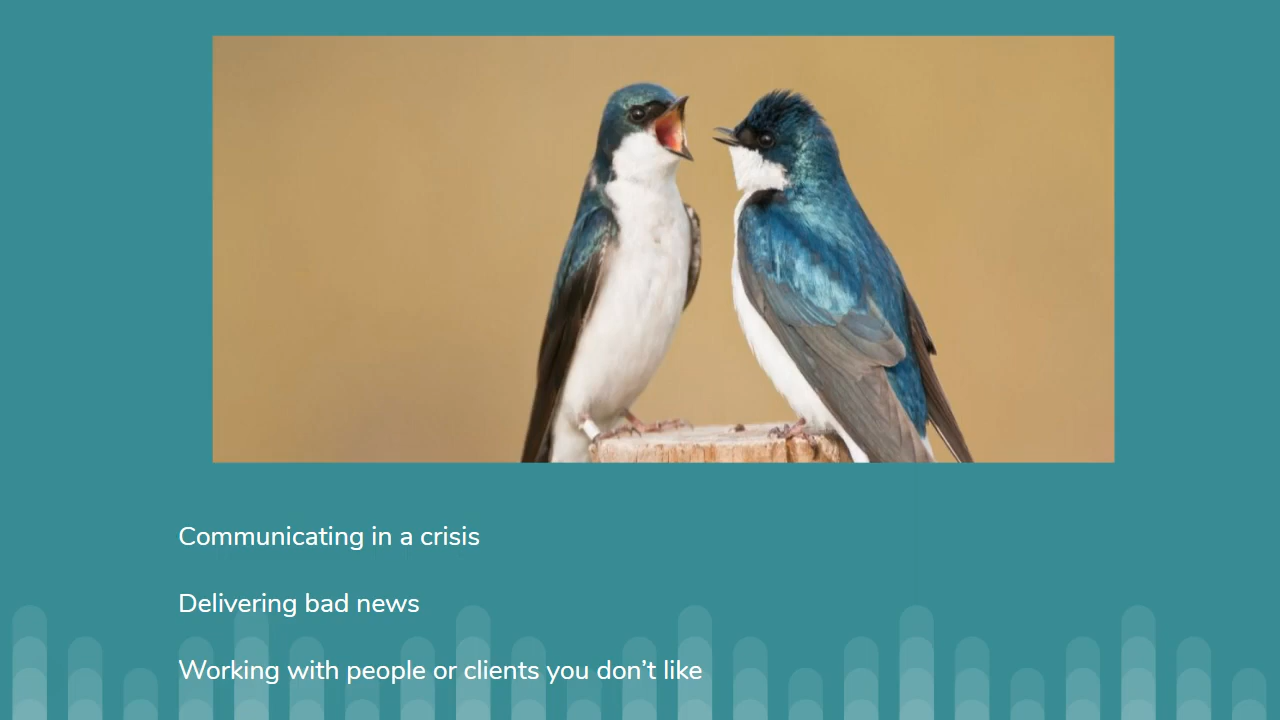 Communicating in a crisis
Delivering bad news
Working with people or clients you don’t like